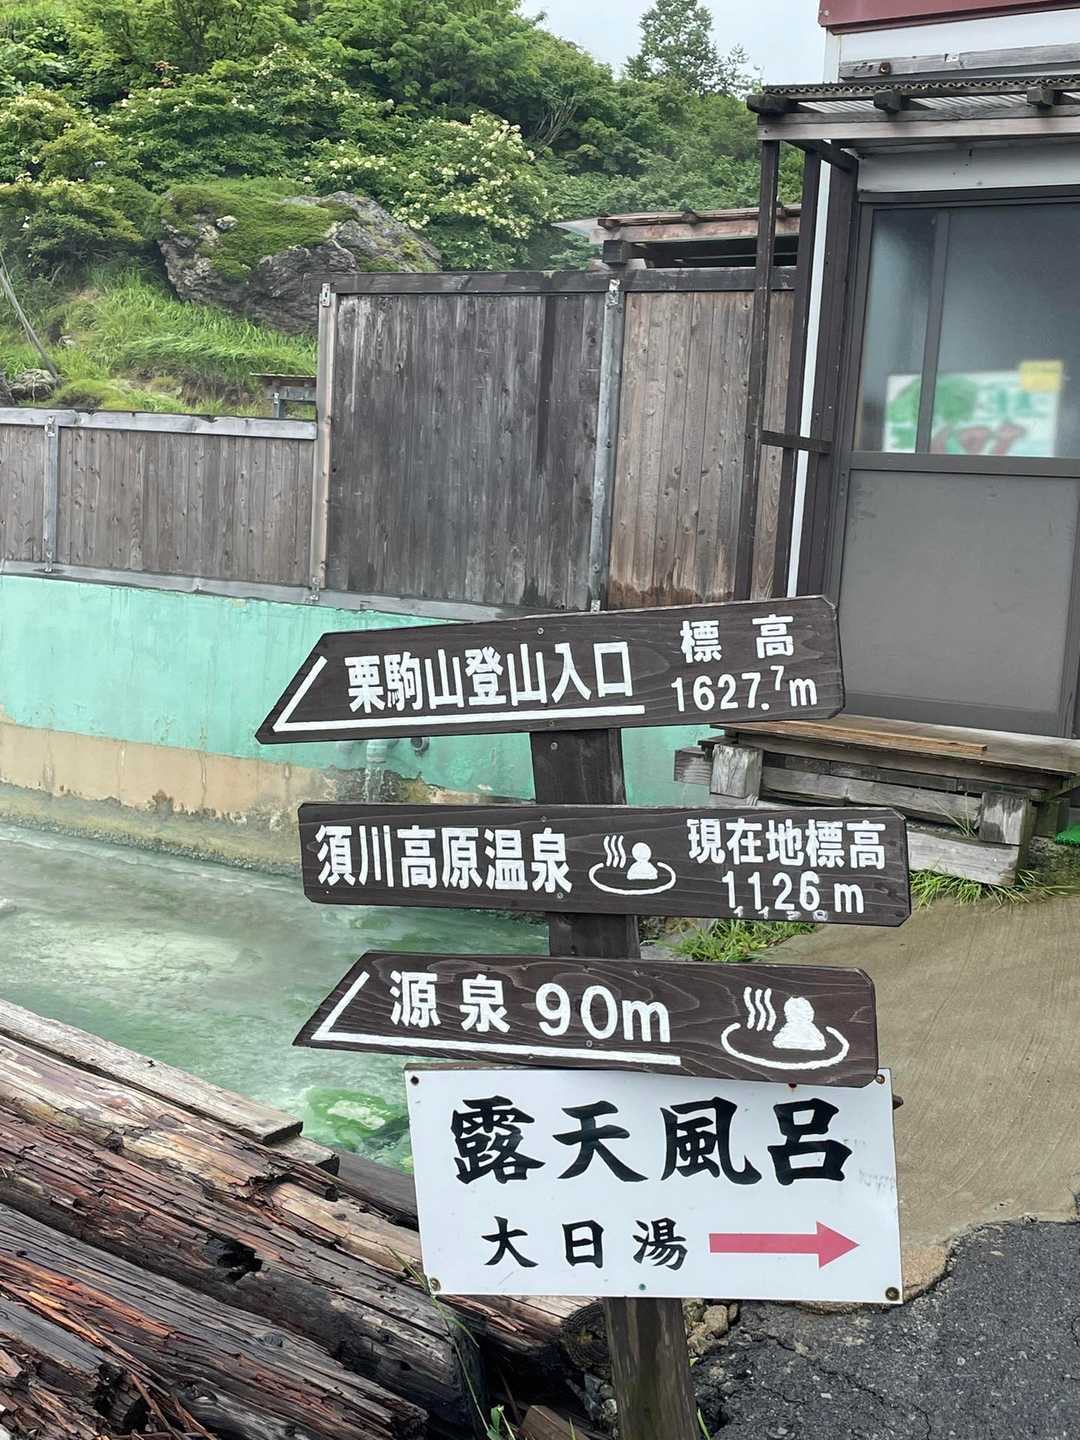 栗駒山登山入口 標高
1627.7m
須川高原温泉 現在地標高
1126m
源泉 90m
露天風呂
大日湯